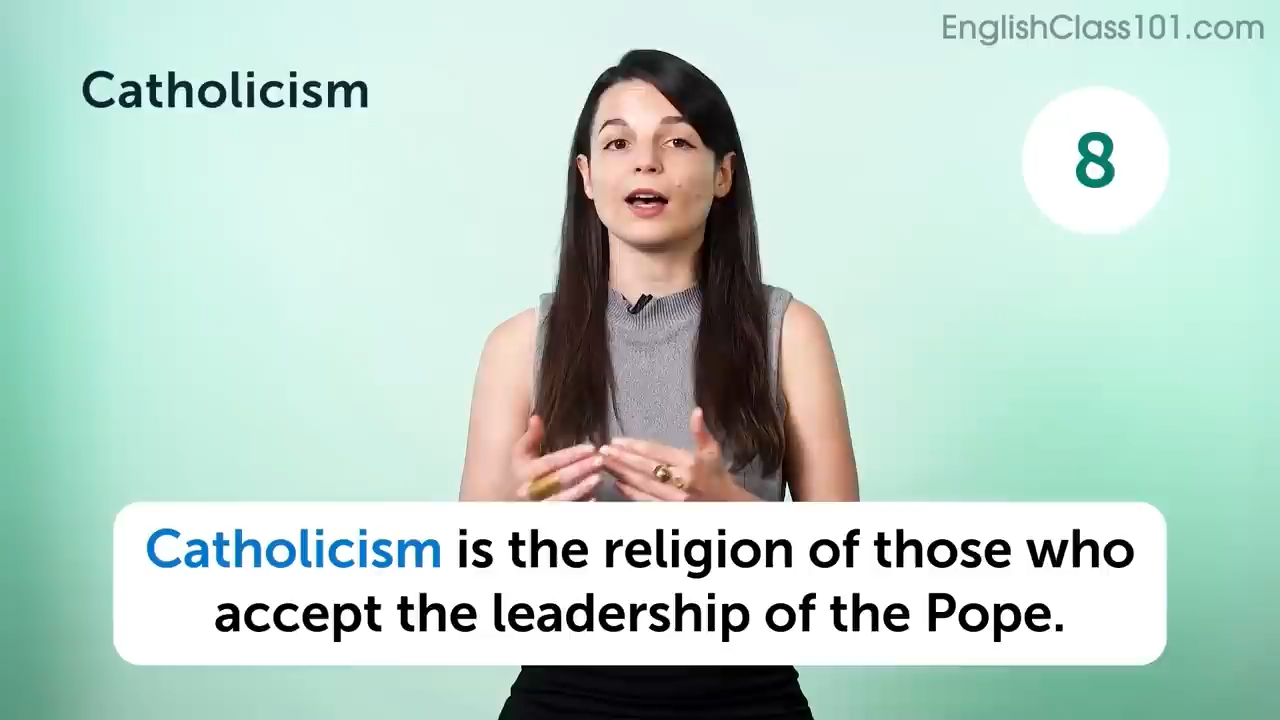 EnglishClass101.com
Catholicism
8
Catholicism is the religion of those who
accept the leadership of the Pope.